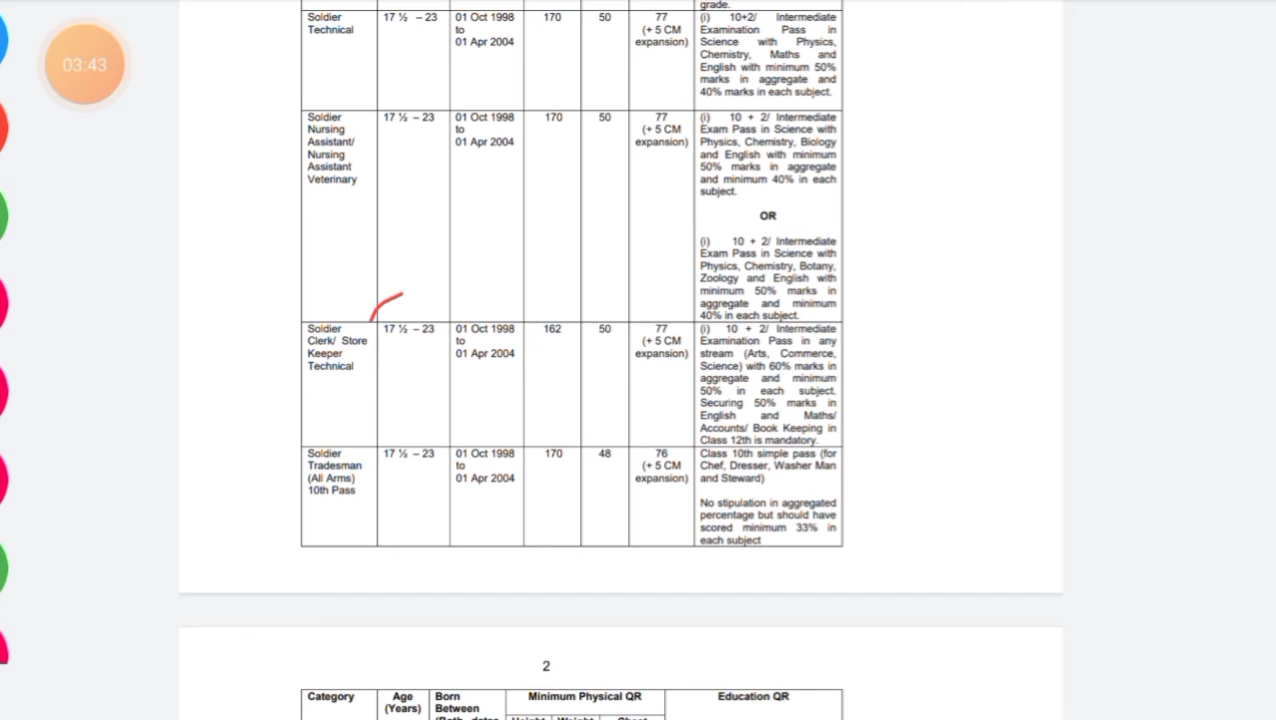 03:43
grade.
Soldier
Technical
17 ½ – 23
01 Oct 1998
to
01 Apr 2004
170
50
77
(+ 5 CM
expansion)
(i) 10+2/ Intermediate
Examination Pass in
Science with Physics,
Chemistry, Maths and
English with minimum 50%
marks in aggregate and
40% marks in each subject.
Soldier
Nursing
Assistant/
Nursing
Assistant
Veterinary
17 ½ – 23
01 Oct 1998
to
01 Apr 2004
170
50
77
(+ 5 CM
expansion)
(i) 10 + 2/ Intermediate
Exam Pass in Science with
Physics, Chemistry, Biology
and English with minimum
50% marks in aggregate
and minimum 40% in each
subject.
OR
(i) 10 + 2/ Intermediate
Exam Pass in Science with
Physics, Chemistry, Botany,
Zoology and English with
minimum 50% marks in
aggregate and minimum
40% in each subject.
Soldier
Clerk/ Store
Keeper
Technical
17 ½ – 23
01 Oct 1998
to
01 Apr 2004
162
50
77
(+ 5 CM
expansion)
(i) 10 + 2/ Intermediate
Examination Pass in any
stream (Arts, Commerce,
Science) with 60% marks in
aggregate and minimum
50% in each subject.
Securing 50% marks in
English and Maths/
Accounts/ Book Keeping in
Class 12th is mandatory.
Soldier
Tradesman
(All Arms)
10th Pass
17 ½ – 23
01 Oct 1998
to
01 Apr 2004
170
48
76
(+ 5 CM
expansion)
Class 10th simple pass (for
Chef, Dresser, Washer Man
and Steward)
No stipulation in aggregated
percentage but should have
scored minimum 33% in
each subject
2
Category
Age
(Years)
Born
Between
(Both dates
Minimum Physical QR
Height
Weight
Chest
Education QR